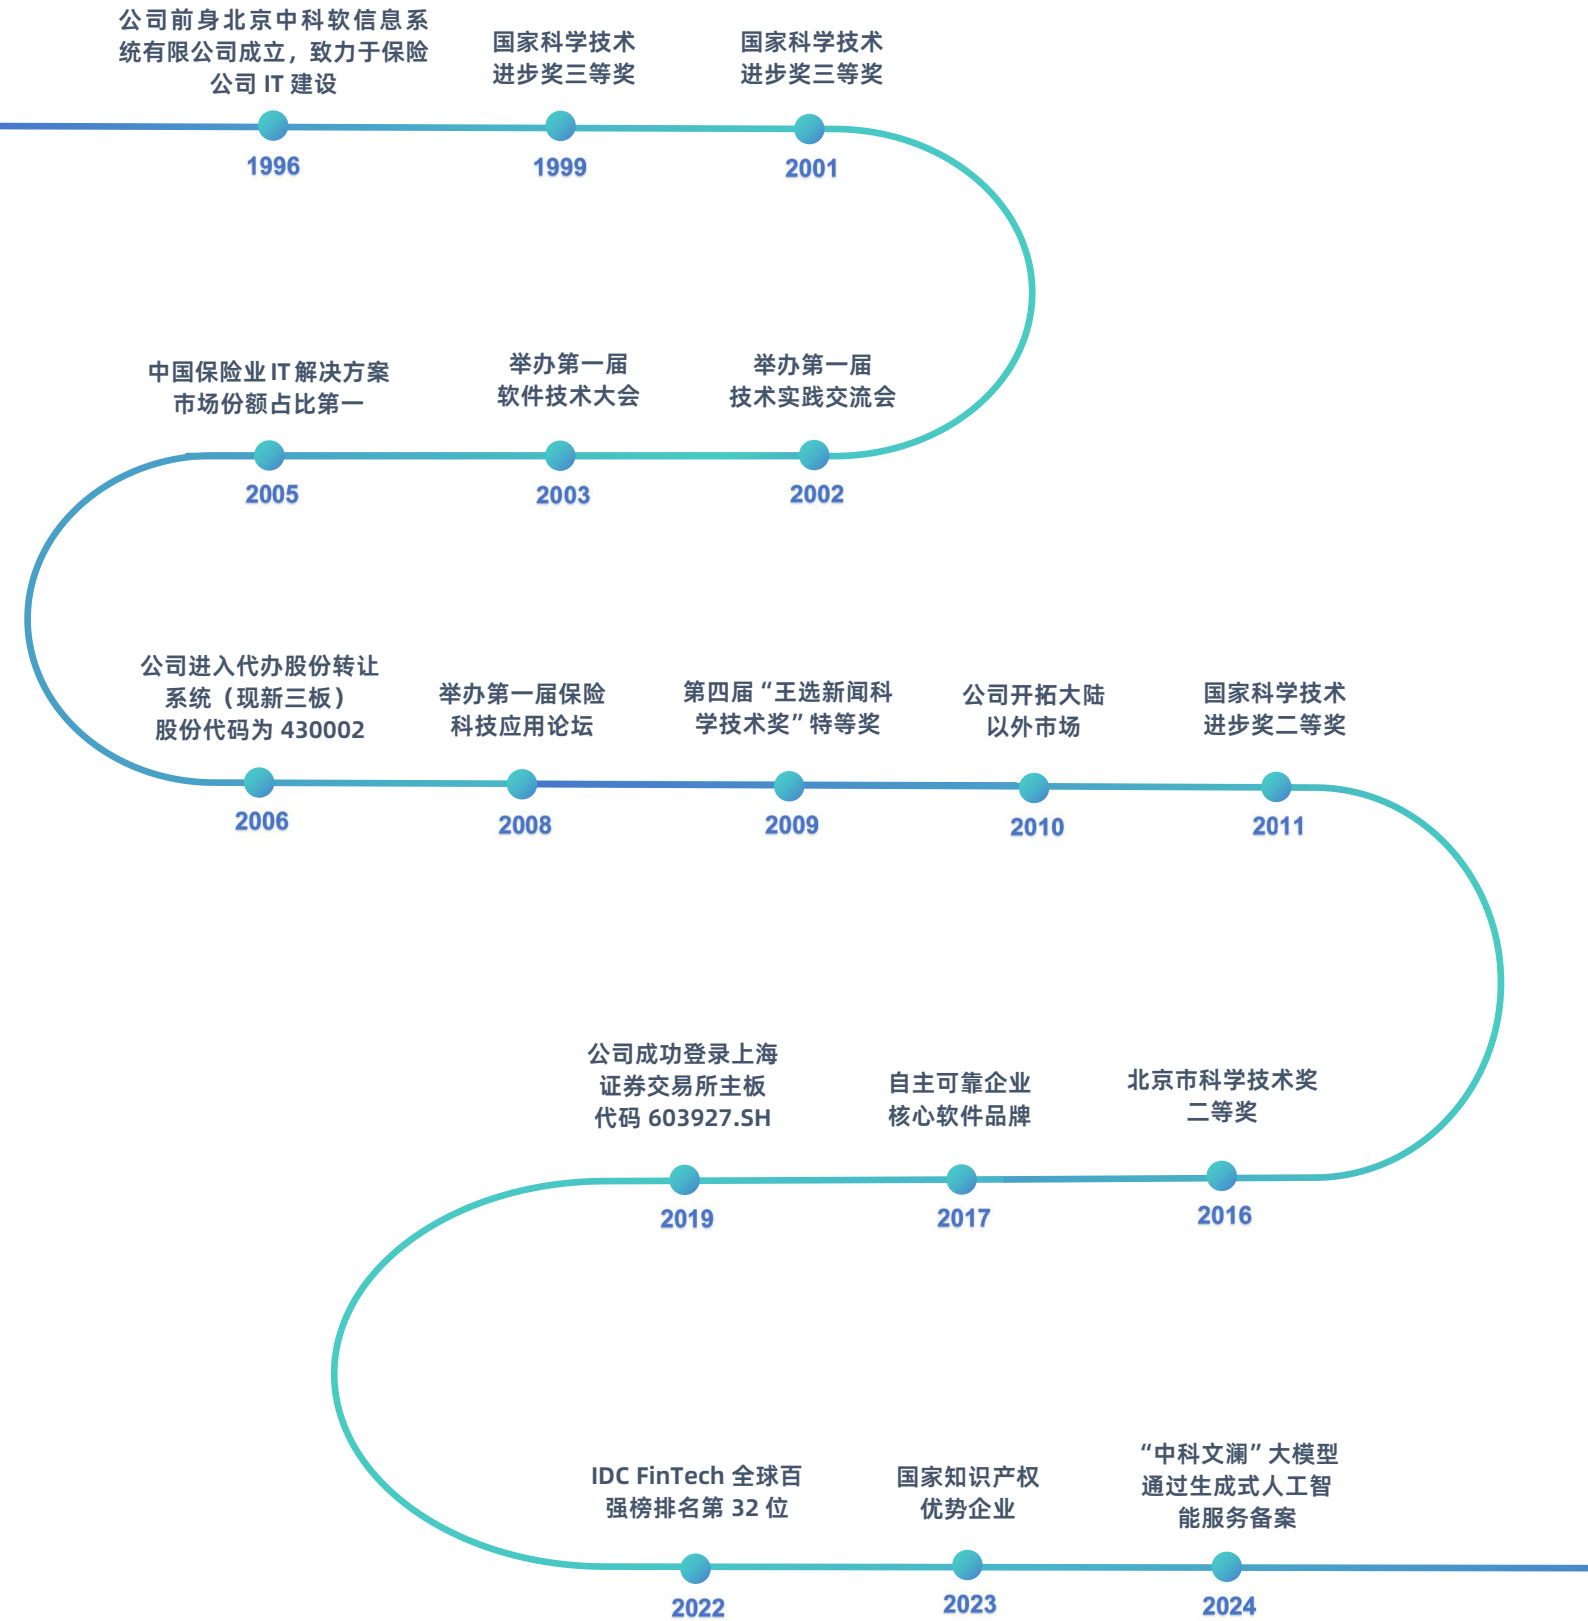 公司前身北京中科软信息系
统有限公司成立，致力于保险
公司 IT 建设
1996
国家科学技术
进步奖三等奖
1999
国家科学技术
进步奖三等奖
2001
举办第一届
技术实践交流会
2002
举办第一届
软件技术大会
2003
中国保险业 IT 解决方案
市场份额占比第一
2005
公司进入代办股份转让
系统（现新三板）
股份代码为 430002
2006
举办第一届保险
科技应用论坛
2008
第四届“王选新闻科
学技术奖”特等奖
2009
公司开拓大陆
以外市场
2010
国家科学技术
进步奖二等奖
2011
北京市科学技术奖
二等奖
2016
自主可靠企业
核心软件品牌
2017
公司成功登录上海
证券交易所主板
代码 603927.SH
2019
IDC FinTech 全球百
强榜排名第 32 位
2022
国家知识产权
优势企业
2023
“中科文澜”大模型
通过生成式人工智
能服务备案
2024